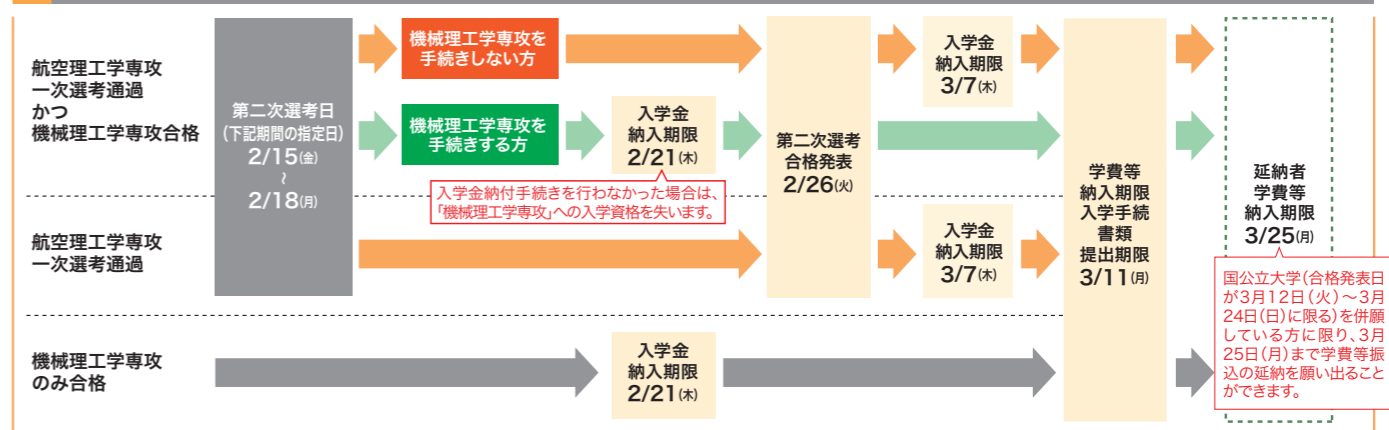 航空理工学専攻
一次選考通過
かつ
機械理工学専攻合格
第二次選考日
(下記期間の指定日)
2/15(金)
～
2/18(月)
機械理工学専攻を
手続きしない方
機械理工学専攻を
手続きする方
入学金
納入期限
2/21(木)
入学金納付手続きを行わなかった場合は、
「機械理工学専攻」への入学資格を失います。
第二次選考
合格発表
2/26(火)
入学金
納入期限
3/7(木)
航空理工学専攻
一次選考通過
入学金
納入期限
3/7(木)
学費等
納入期限
入学手続
書類
提出期限
3/11(月)
延納者
学費等
納入期限
3/25(月)
国公立大学(合格発表日
が3月12日(火)～3月
24日(日)に限る)を併願
している方に限り、3月
25日(月)まで学費等振
込の延納を願い出ること
ができます。
機械理工学専攻
のみ合格
入学金
納入期限
2/21(木)